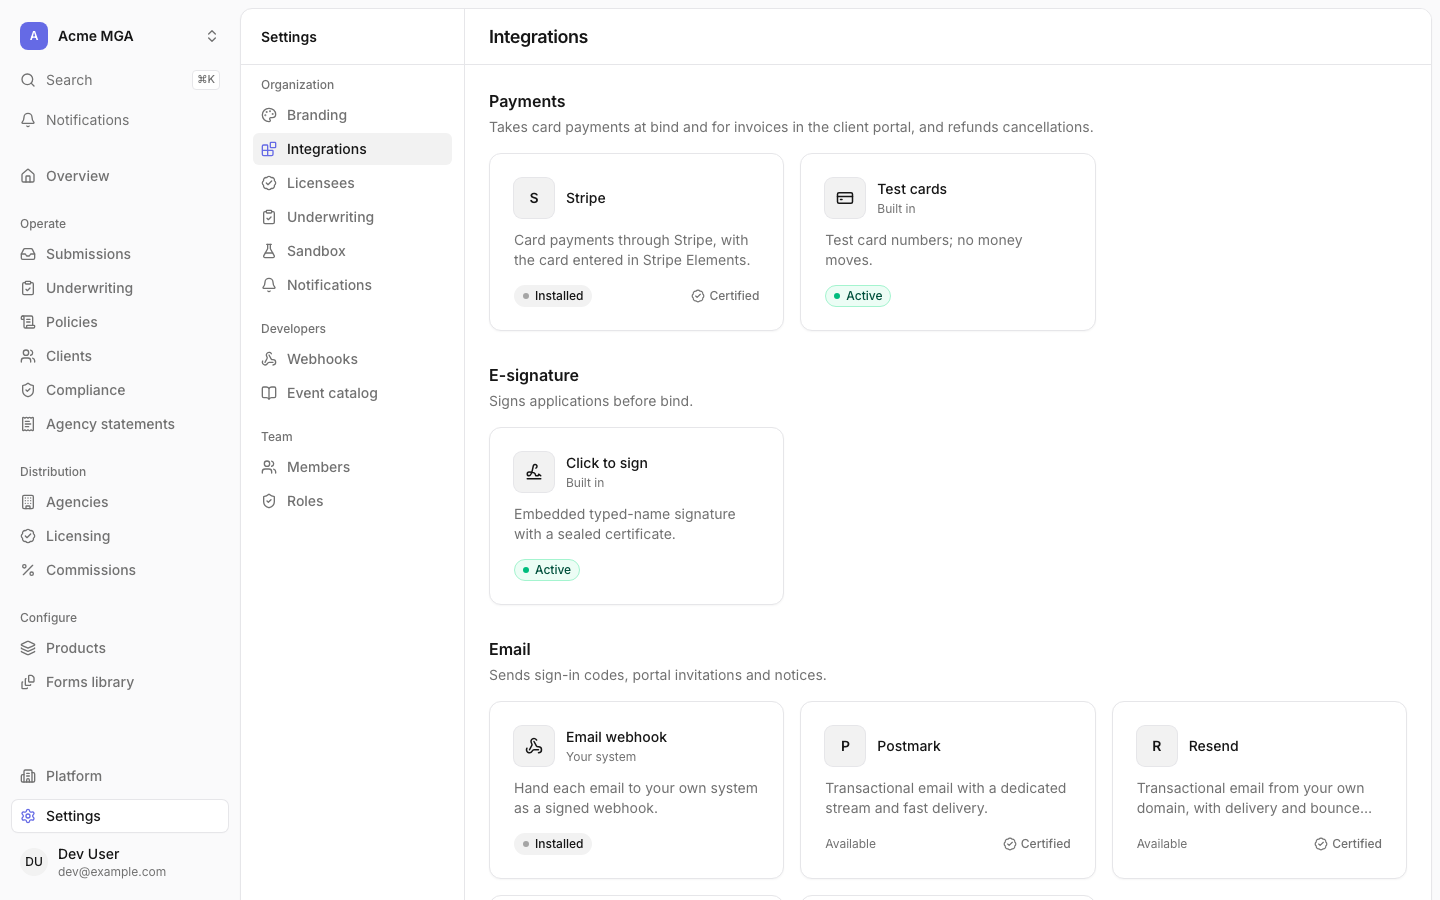 A
Acme MGA
Search
⌘K
Notifications
Overview
Operate
Submissions
Underwriting
Policies
Clients
Compliance
Agency statements
Distribution
Agencies
Licensing
Commissions
Configure
Products
Forms library
Platform
Settings
DU
Dev User
dev@example.com
Settings
Organization
Branding
Integrations
Licensees
Underwriting
Sandbox
Notifications
Developers
Webhooks
Event catalog
Team
Members
Roles
Integrations
Payments
Takes card payments at bind and for invoices in the client portal, and refunds cancellations.
S
Stripe
Card payments through Stripe, with
the card entered in Stripe Elements.
Installed
Certified
Test cards
Built in
Test card numbers; no money
moves.
Active
E-signature
Signs applications before bind.
Click to sign
Built in
Embedded typed-name signature
with a sealed certificate.
Active
Email
Sends sign-in codes, portal invitations and notices.
Email webhook
Your system
Hand each email to your own system
as a signed webhook.
Installed
P
Postmark
Transactional email with a dedicated
stream and fast delivery.
Available
Certified
R
Resend
Transactional email from your own
domain, with delivery and bounce...
Available
Certified